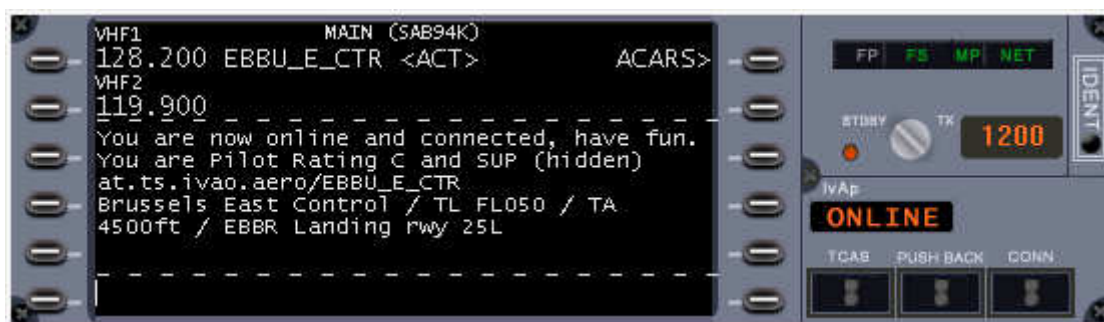 VHF1 MAIN (SAB94K)
128.200 EBBU_E_CTR <ACT> ACARS>
VHF2
119.900
You are now online and connected, have fun.
You are Pilot Rating C and SUP (hidden)
at.ts.ivao.aero/EBBU_E_CTR
Brussels East Control / TL FL050 / TA
4500ft / EBBR Landing rwy 25L
FP FS MP NET
IDENT
STDBY TX 1200
IvAp
ONLINE
TCAS PUSH BACK CONN